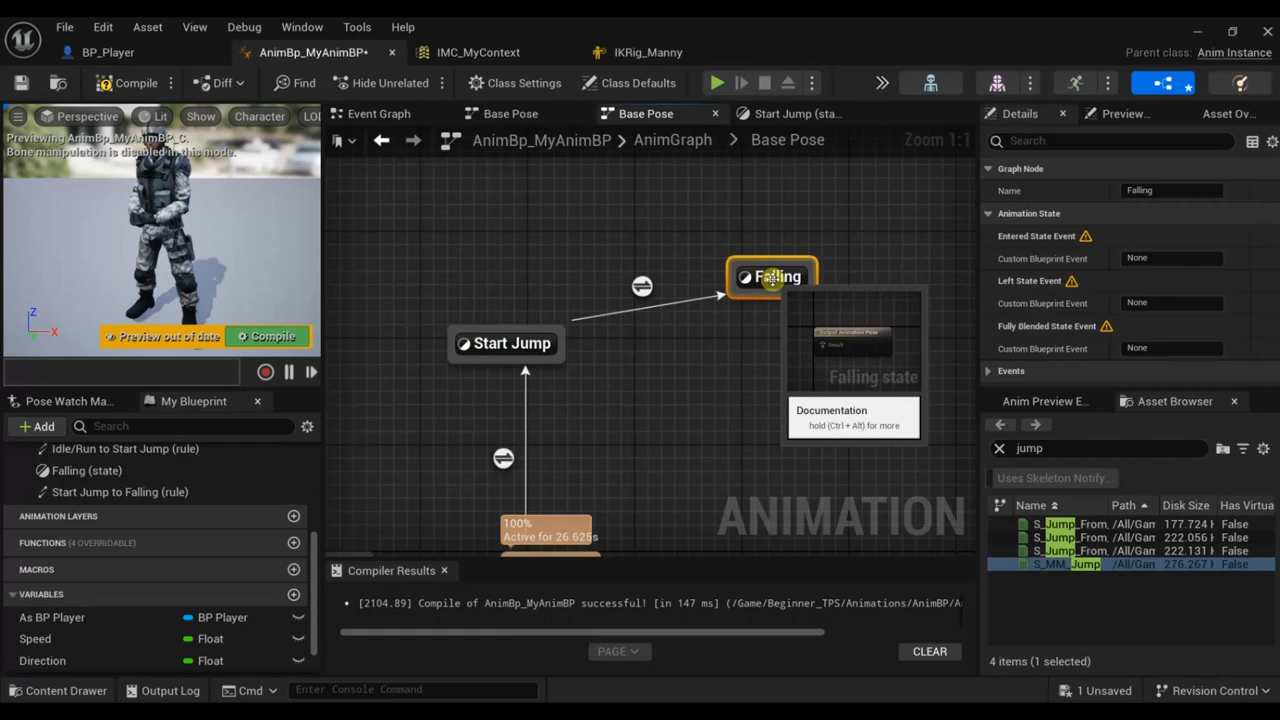 File Edit Asset View Debug Window Tools Help
BP_Player
AnimBp_MyAnimBP*
IMC_MyContext
IKRig_Manny
Parent class: Anim Instance
Compile
Diff
Find
Hide Unrelated
Class Settings
Class Defaults
Perspective
Lit
Show
Character
LO
Previewing AnimBp_MyAnimBP_C.
Bone manipulation is disabled in this mode.
Z
X
Preview out of date
Compile
Event Graph
Base Pose
Base Pose
Start Jump (sta...
AnimBp_MyAnimBP > AnimGraph > Base Pose
Zoom 1:1
Falling
Start Jump
Output Animation Pose
Result
Falling state
Documentation
hold (Ctrl + Alt) for more
100%
Active for 26.625s
ANIMATION
Details
Preview...
Asset Ov...
Search
Graph Node
Name
Falling
Animation State
Entered State Event
Custom Blueprint Event
None
Left State Event
Custom Blueprint Event
None
Fully Blended State Event
Custom Blueprint Event
None
Events
Pose Watch Ma...
My Blueprint
Add
Search
Idle/Run to Start Jump (rule)
Falling (state)
Start Jump to Falling (rule)
ANIMATION LAYERS
FUNCTIONS (4 OVERRIDABLE)
MACROS
VARIABLES
As BP Player
BP Player
Speed
Float
Direction
Float
Compiler Results
[2104.89] Compile of AnimBp_MyAnimBP successful! [in 147 ms] (/Game/Beginner_TPS/Animations/AnimBP/A
PAGE
CLEAR
Anim Preview E...
Asset Browser
jump
Uses Skeleton Notify...
Name
Path
Disk Size
Has Virtua
S_Jump_From_ /All/Gam 177.724 False
S_Jump_From_ /All/Gam 222.056 False
S_Jump_From_ /All/Gam 222.131 False
S_MM_Jump /All/Gam 276.267 False
4 items (1 selected)
Content Drawer
Output Log
Cmd
Enter Console Command
1 Unsaved
Revision Control